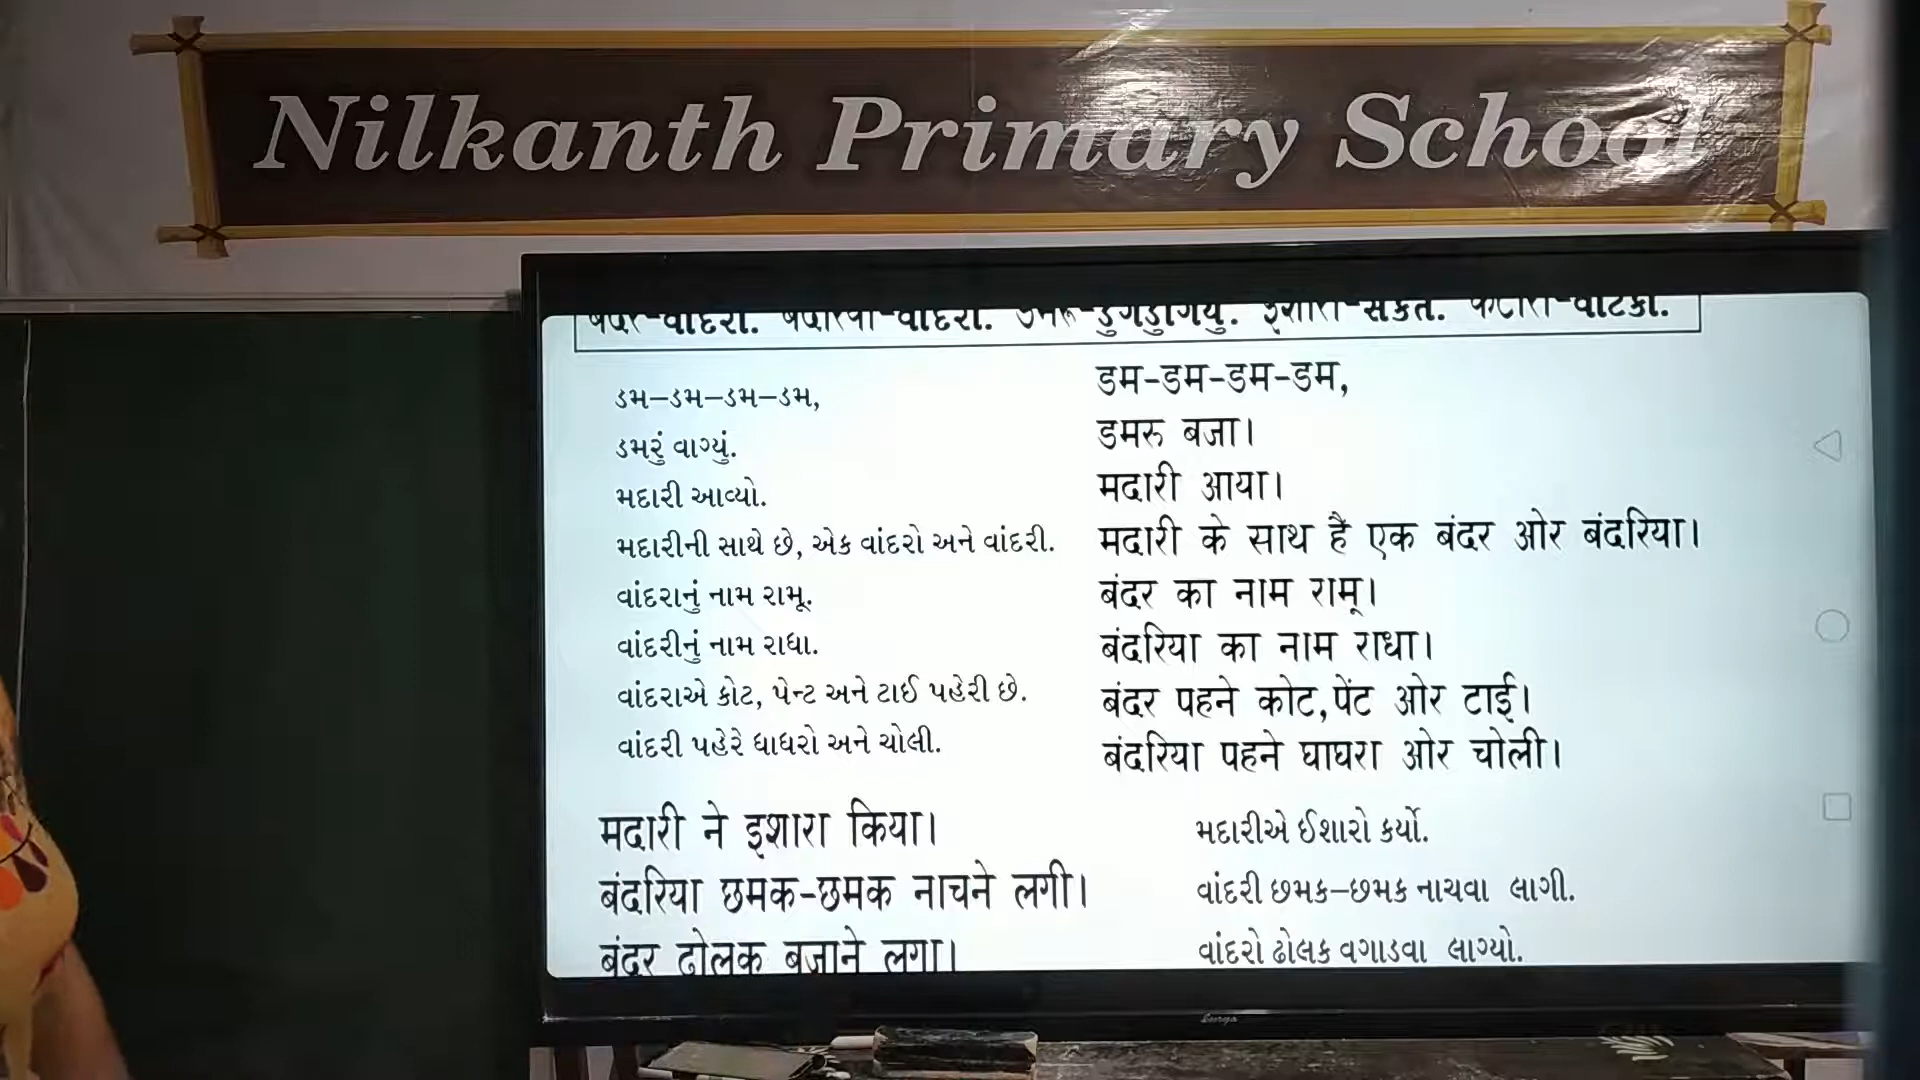 Nilkanth Primary School
ડમ–ડમ–ડમ–ડમ,
ડમરું વાગ્યું.
મદારી આવ્યો.
મદારીની સાથે છે, એક વાંદરો અને વાંદરી.
વાંદરાનું નામ રામૂ.
વાંદરીનું નામ રાધા.
વાંદરાએ કોટ, પેન્ટ અને ટાઈ પહેરી છે.
વાંદરી પહેરે ઘાઘરો અને ચોલી.
डम-डम-डम-डम,
डमरु बजा।
मदारी आया।
मदारी के साथ है एक बंदर ओर बंदरिया।
बंदर का नाम राम्।
बंदरिया का नाम राधा।
बंदर पहने कोट,पेंट ओर टाई।
बंदरिया पहने घाघरा ओर चोली।
मदारी ने इशारा किया।
बंदरिया छमक-छमक नाचने लगी।
बंदर ढोलक बजाने लगा।
મદારીએ ઈશારો કર્યો.
વાંદરી છમક–છમક નાચવા લાગી.
વાંદરો ઢોલક વગાડવા લાગ્યો.